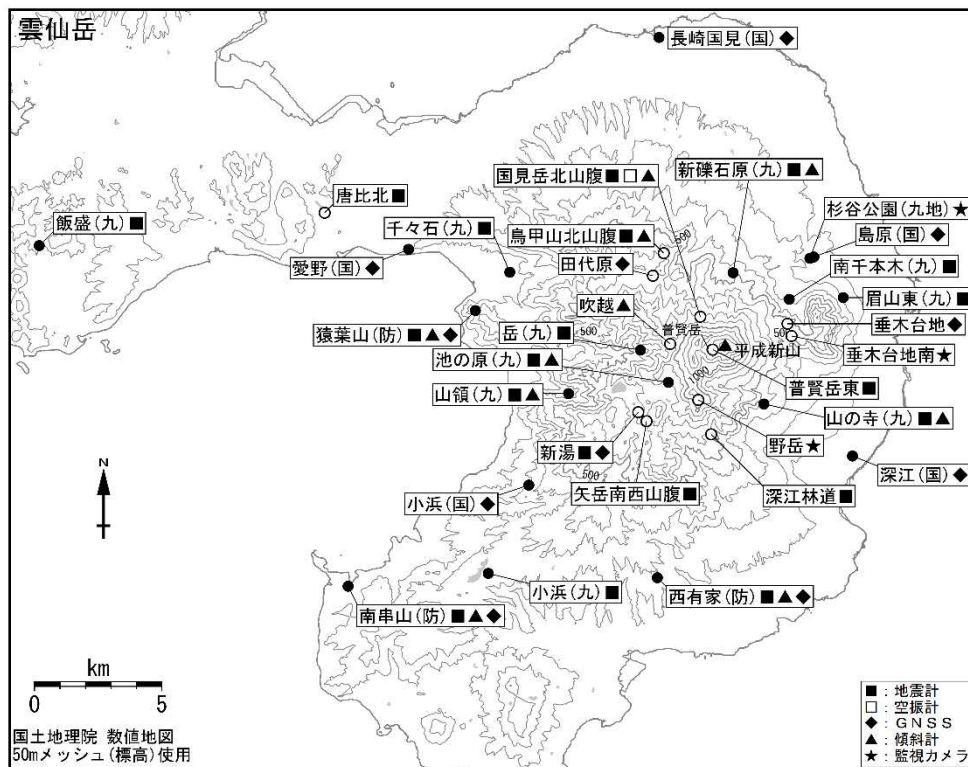 雲仙岳
長崎国見(国)◆
国見岳北山腹■□▲
新礫石原(九)■▲
唐比北■
杉谷公園(九地)★
飯盛(九)■
千々石(九)■
烏甲山北山腹■▲
500
島原(国)◆
愛野(国)◆
田代原◆
南千本木(九)■
吹越▲
眉山東(九)■
猿葉山(防)■▲◆
岳(九)■
500
普賢岳
500
垂木台地◆
平成新山
垂木台地南★
池の原(九)■▲
1000
山領(九)■▲
普賢岳東■
山の寺(九)■▲
新湯■◆
野岳★
500
深江(国)◆
小浜(国)◆
矢岳南西山腹■
深江林道■
N
小浜(九)■
西有家(防)■▲◆
南串山(防)■▲◆
km
0 5
■：地震計
□：空振計
◆：ＧＮＳＳ
▲：傾斜計
★：監視カメラ
国土地理院 数値地図
50mメッシュ(標高)使用